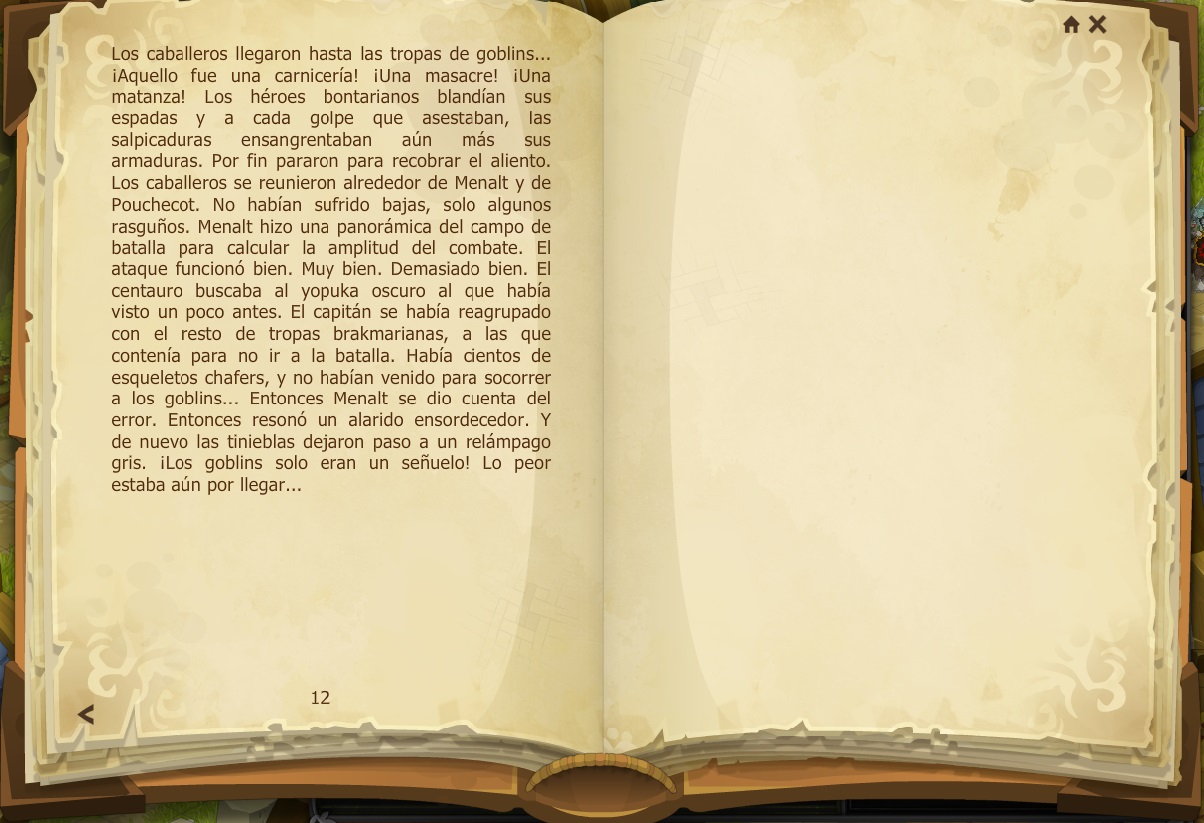 Los caballeros llegaron hasta las tropas de goblins...
¡Aquello fue una carnicería! ¡Una masacre! ¡Una
matanza! Los héroes bontarianos blandían sus
espadas y a cada golpe que asestaban, las
salpicaduras ensangrentaban aún más sus
armaduras. Por fin pararon para recobrar el aliento.
Los caballeros se reunieron alrededor de Menalt y de
Pouchecot. No habían sufrido bajas, solo algunos
rasguños. Menalt hizo una panorámica del campo de
batalla para calcular la amplitud del combate. El
ataque funcionó bien. Muy bien. Demasiado bien. El
centauro buscaba al yopuka oscuro al que había
visto un poco antes. El capitán se había reagrupado
con el resto de tropas brakmarianas, a las que
contenía para no ir a la batalla. Había cientos de
esqueletos chafers, y no habían venido para socorrer
a los goblins... Entonces Menalt se dio cuenta del
error. Entonces resonó un alarido ensordecedor. Y
de nuevo las tinieblas dejaron paso a un relámpago
gris. ¡Los goblins solo eran un señuelo! Lo peor
estaba aún por llegar...
12